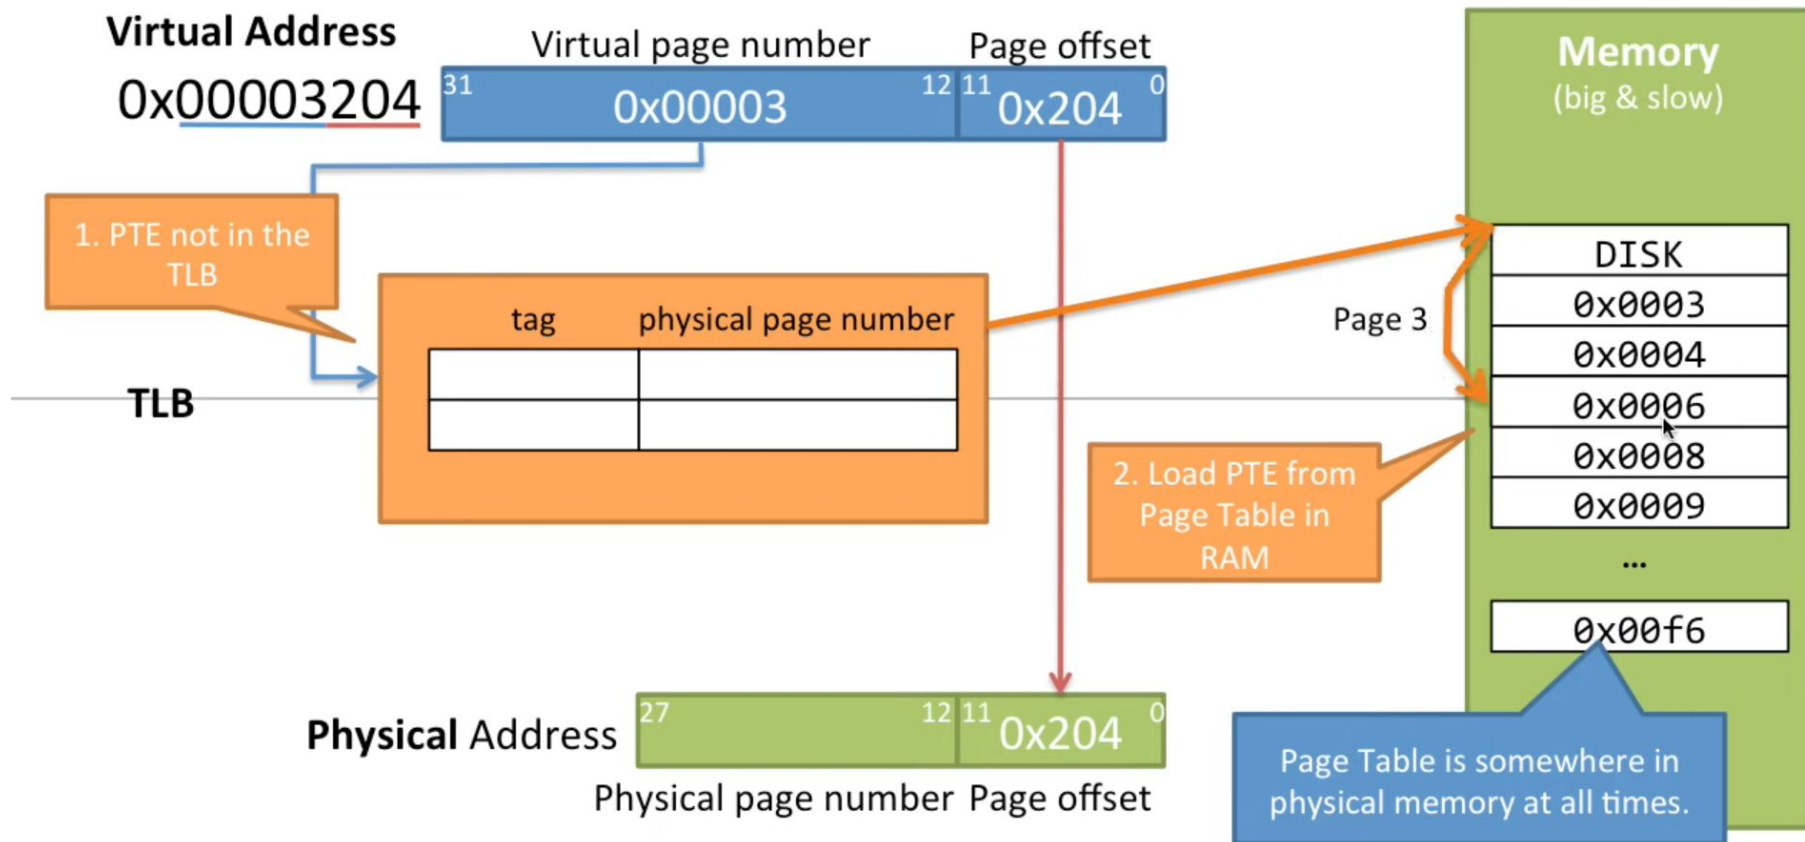 Virtual Address
0x00003204
Virtual page number
Page offset
31
0x00003
12
11
0x204
0
Memory
(big & slow)
1. PTE not in the
TLB
tag
physical page number
TLB
Page 3
DISK
0x0003
0x0004
0x0006
0x0008
0x0009
...
0x00f6
2. Load PTE from
Page Table in
RAM
Physical Address
27
12
11
0x204
0
Physical page number
Page offset
Page Table is somewhere in
physical memory at all times.